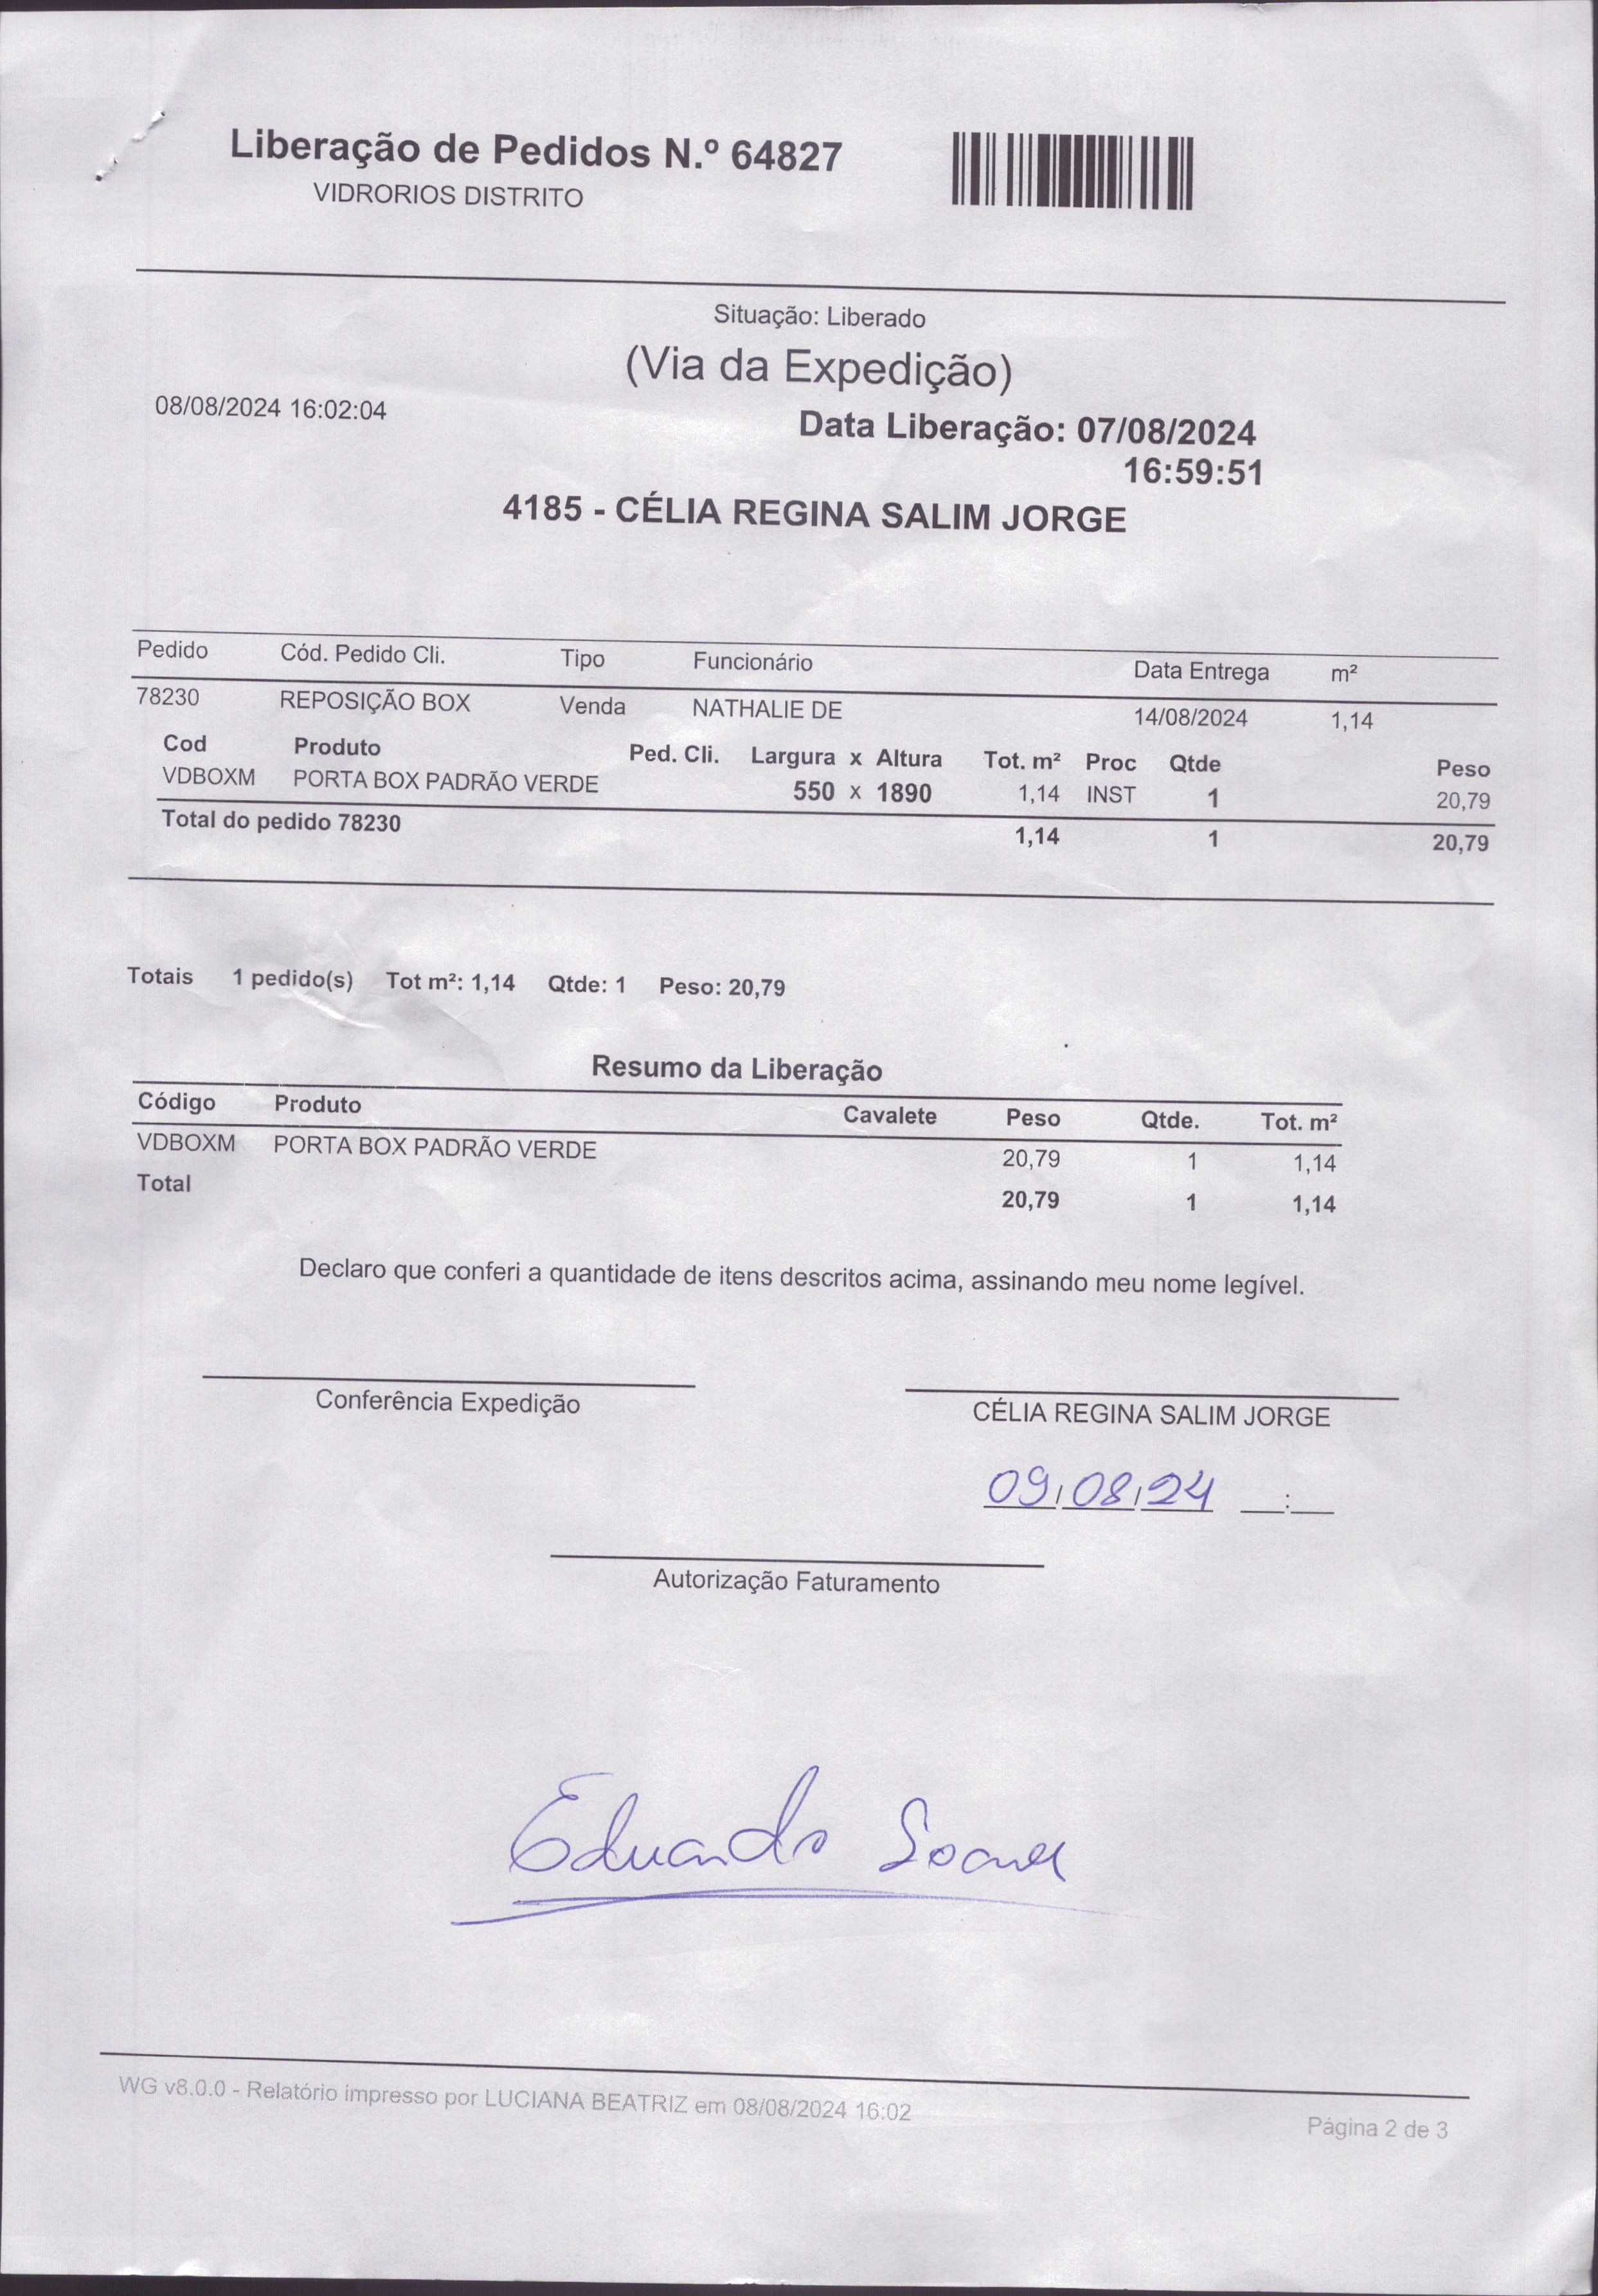 Liberação de Pedidos N.º 64827
VIDRORIOS DISTRITO
Situação: Liberado
(Via da Expedição)
08/08/2024 16:02:04
Data Liberação: 07/08/2024
16:59:51
4185 - CÉLIA REGINA SALIM JORGE
Pedido Cód. Pedido Cli. Tipo Funcionário Data Entrega m²
78230 REPOSIÇÃO BOX Venda NATHALIE DE 14/08/2024 1,14
Cod Produto Ped. Cli. Largura x Altura Tot. m² Proc Qtde Peso
VDBOXM PORTA BOX PADRÃO VERDE 550 x 1890 1,14 INST 1 20,79
Total do pedido 78230 1,14 1 20,79
Totais 1 pedido(s) Tot m²: 1,14 Qtde: 1 Peso: 20,79
Resumo da Liberação
Código Produto Cavalete Peso Qtde. Tot. m²
VDBOXM PORTA BOX PADRÃO VERDE 20,79 1 1,14
Total 20,79 1 1,14
Declaro que conferi a quantidade de itens descritos acima, assinando meu nome legível.
Conferência Expedição CÉLIA REGINA SALIM JORGE
09/08/24 __:__
Autorização Faturamento
Eduardo Soares
WG v8.0.0 - Relatório impresso por LUCIANA BEATRIZ em 08/08/2024 16:02
Página 2 de 3